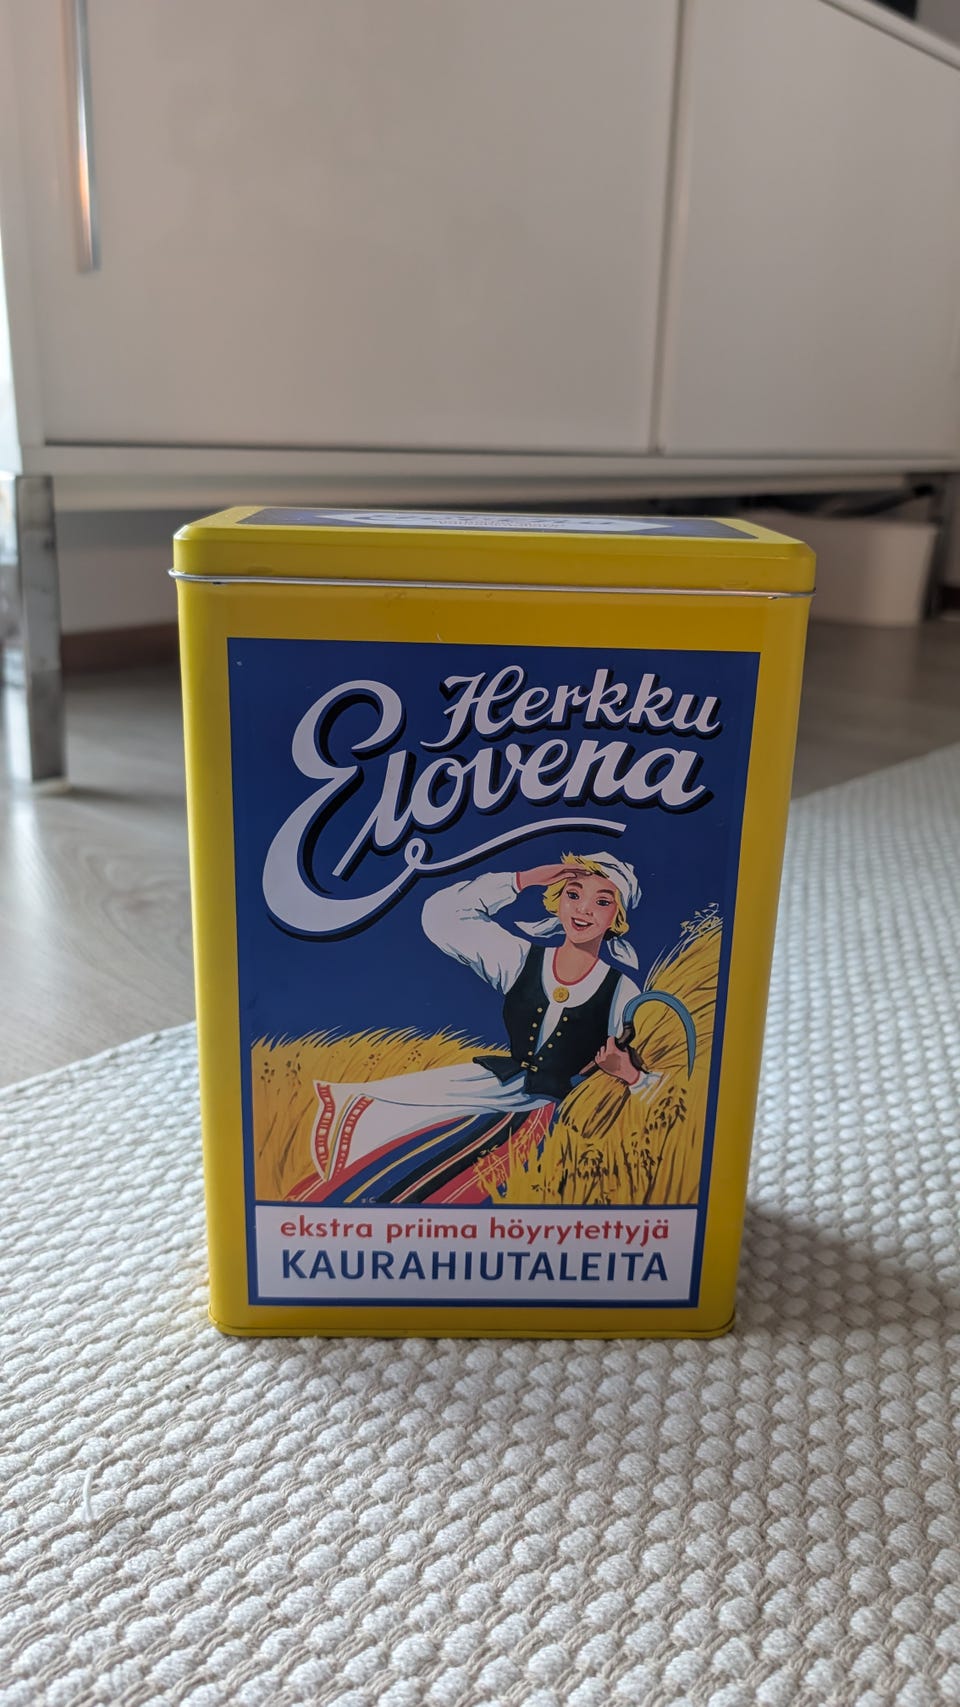 Herkku
Elovena
ekstra priima höyrytettyjä
KAURAHIUTALEITA